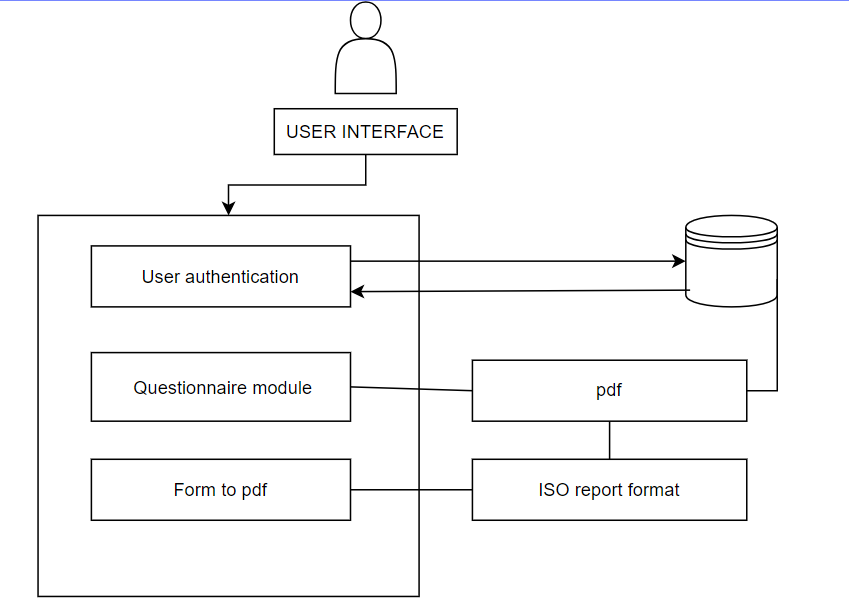 USER INTERFACE
User authentication
Questionnaire module
pdf
Form to pdf
ISO report format